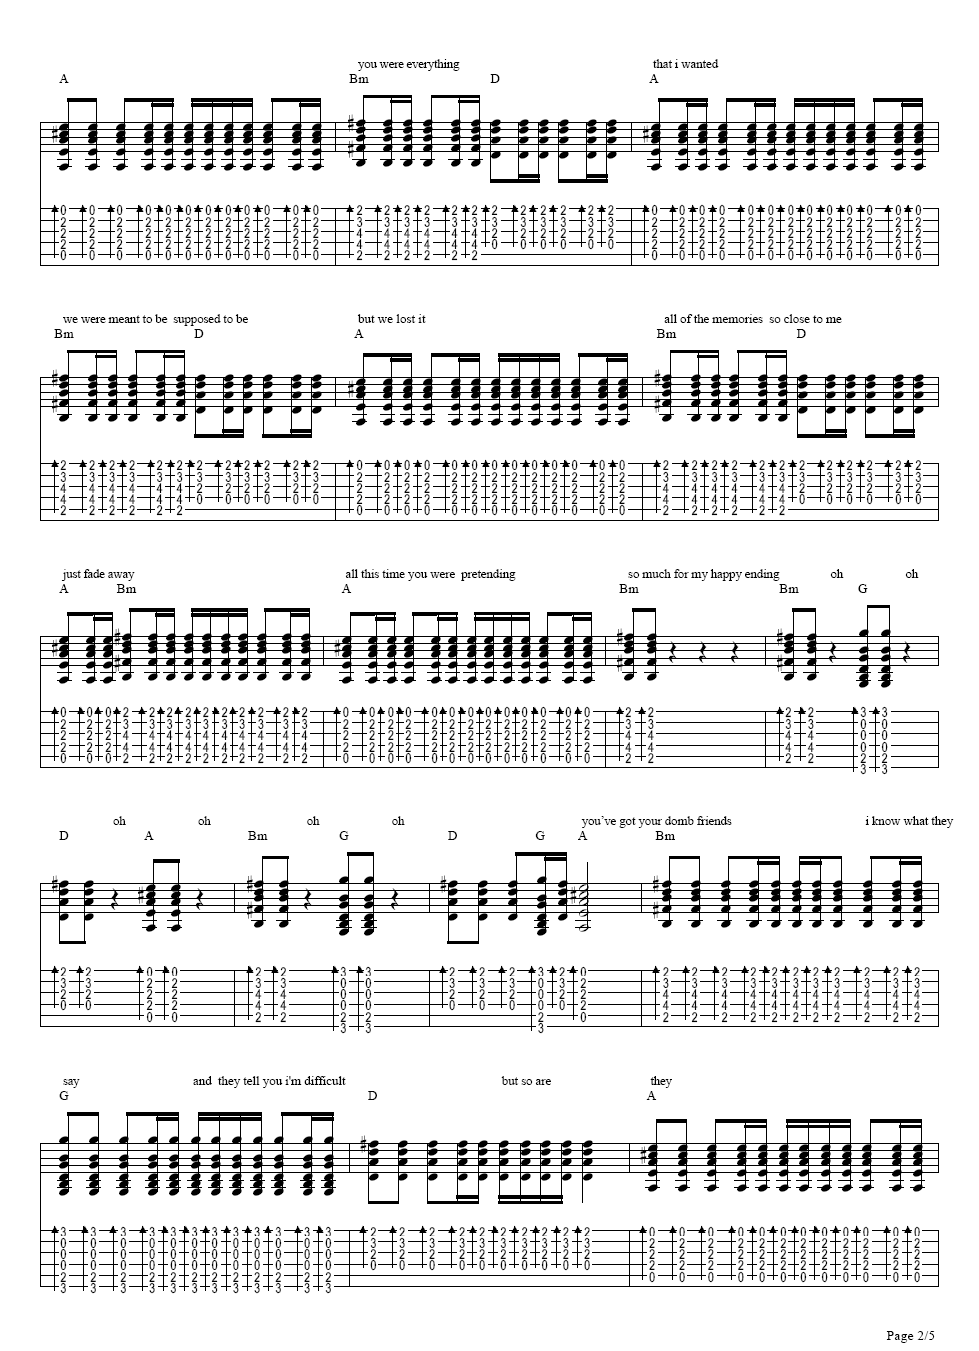 you were everything that i wanted
A Bm D A
we were meant to be supposed to be but we lost it all of the memories so close to me
Bm D A Bm D
just fade away all this time you were pretending so much for my happy ending oh oh
A Bm A Bm Bm G
oh oh oh oh you've got your domb friends i know what they
D A Bm G D G A Bm
say and they tell you i'm difficult but so are they
G D A
Page 2/5